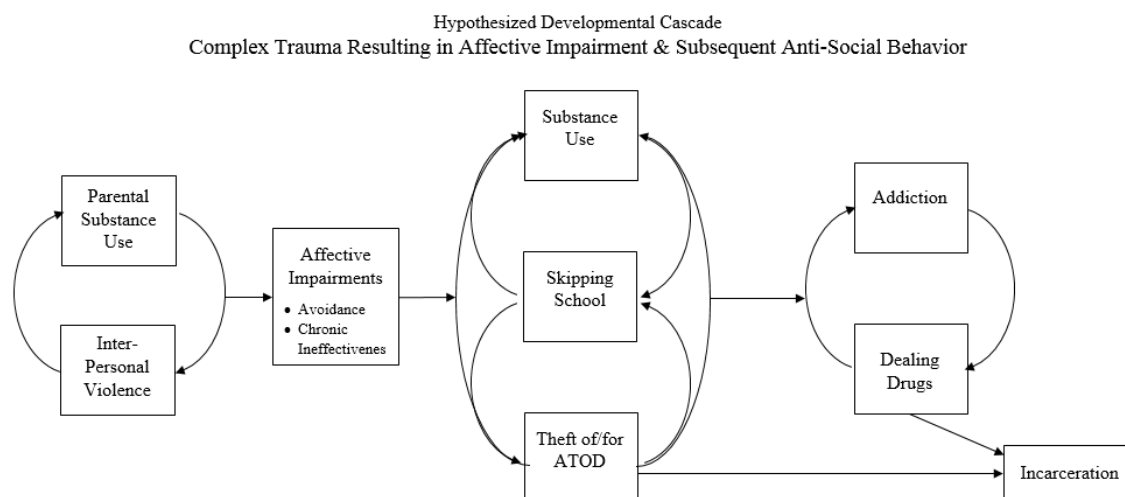 Hypothesized Developmental Cascade
Complex Trauma Resulting in Affective Impairment & Subsequent Anti-Social Behavior
Parental
Substance
Use
Inter-
Personal
Violence
Affective
Impairments
• Avoidance
• Chronic
Ineffectivenes
Substance
Use
Skipping
School
Theft of/for
ATOD
Addiction
Dealing
Drugs
Incarceration